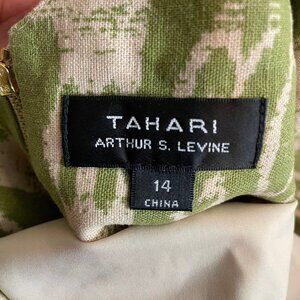 TAHARI
ARTHUR S. LEVINE
14
CHINA